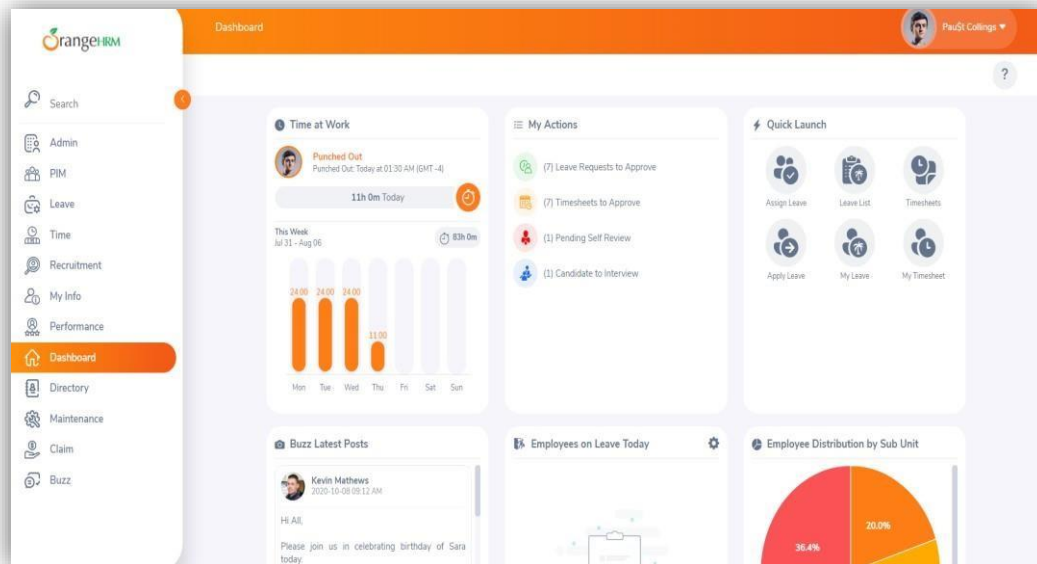 OrangeHRM
Dashboard
Pau$t Collings
?
Search
Admin
PIM
Leave
Time
Recruitment
My Info
Performance
Dashboard
Directory
Maintenance
Claim
Buzz
Time at Work
Punched Out
Punched Out: Today at 01:30 AM (GMT -4)
11h 0m Today
This Week
Jul 31 - Aug 06
83h 0m
24:00 24:00 24:00 11:00
Mon Tue Wed Thu Fri Sat Sun
My Actions
(7) Leave Requests to Approve
(7) Timesheets to Approve
(1) Pending Self Review
(1) Candidate to Interview
Quick Launch
Assign Leave Leave List Timesheets
Apply Leave My Leave My Timesheet
Buzz Latest Posts
Kevin Mathews
2020-10-08 09:12 AM
Hi All,
Please join us in celebrating birthday of Sara
today.
Employees on Leave Today
Employee Distribution by Sub Unit
20.0%
36.4%